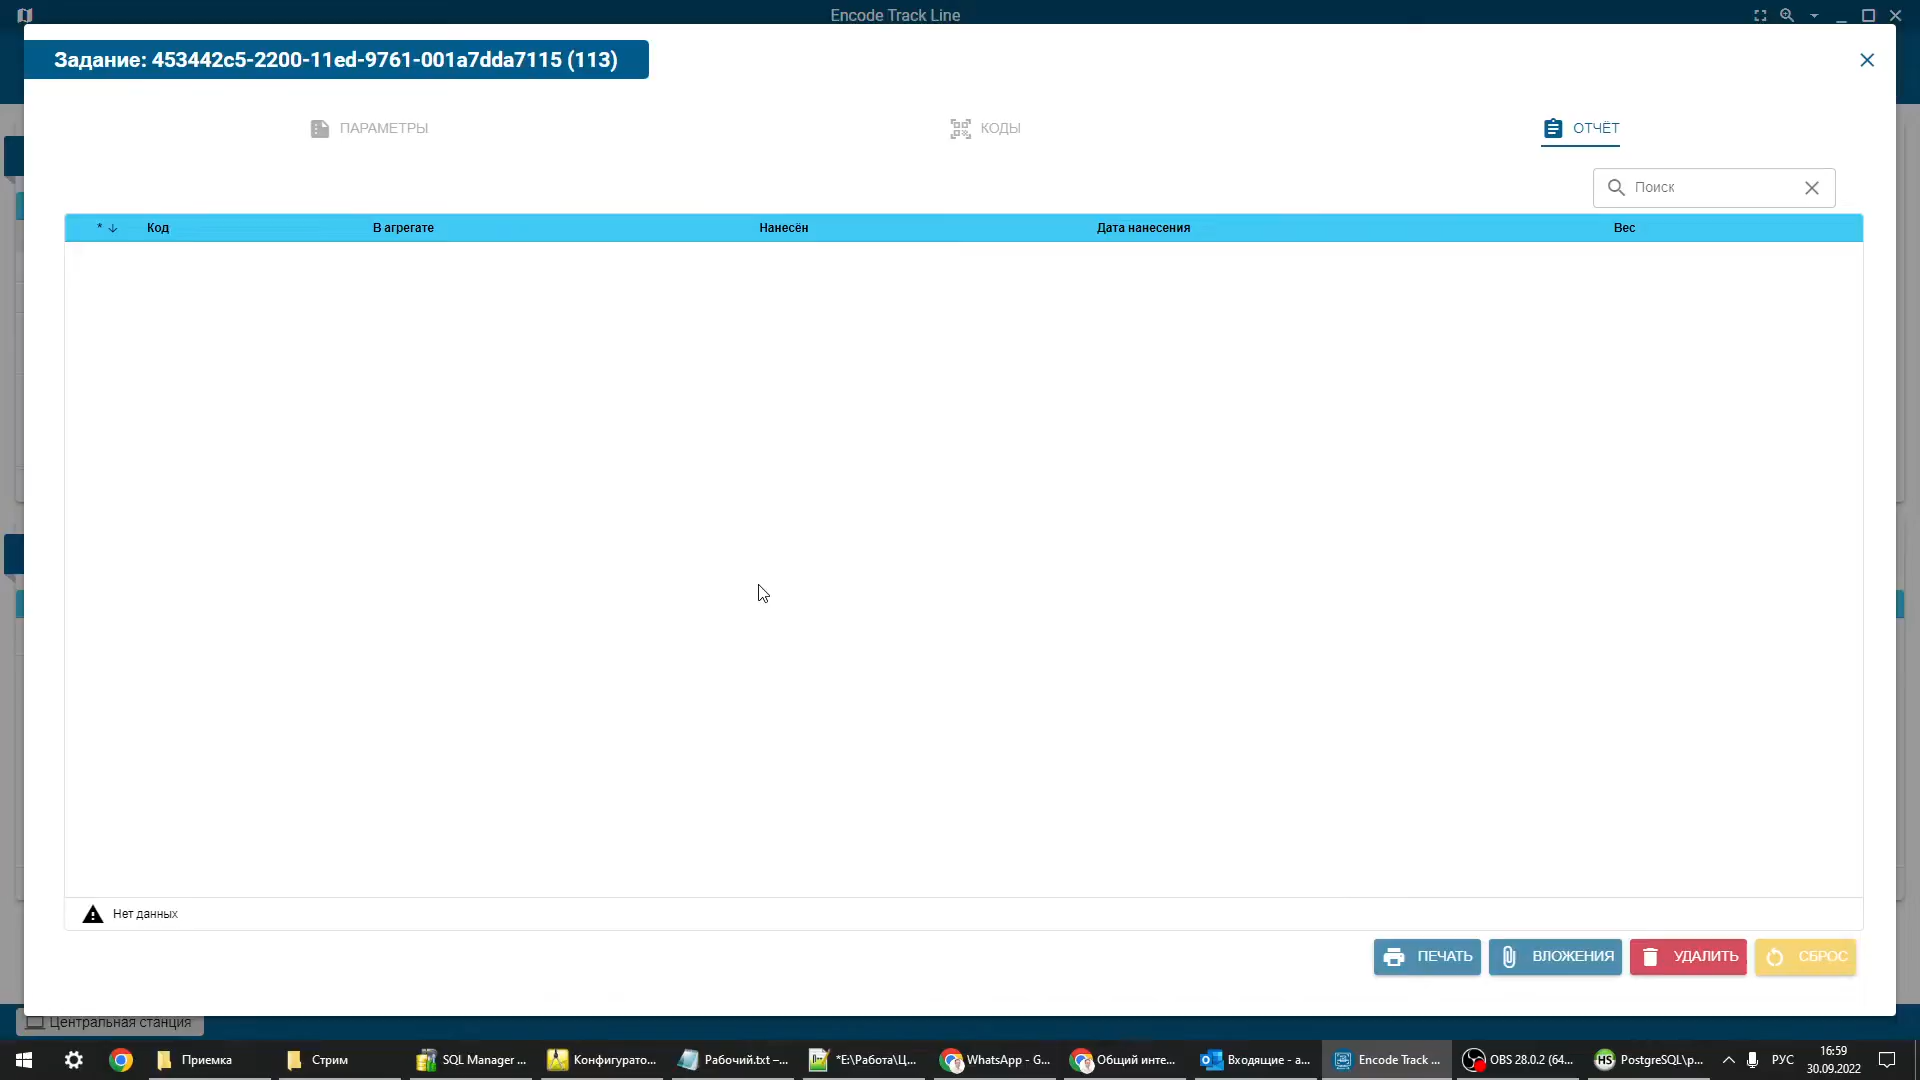 Encode Track Line
Задание: 453442c5-2200-11ed-9761-001a7dda7115 (113)
ПАРАМЕТРЫ
КОДЫ
ОТЧЁТ
Поиск
* Код В агрегате Нанесён Дата нанесения Вес
Нет данных
ПЕЧАТЬ ВЛОЖЕНИЯ УДАЛИТЬ СБРОС
Центральная станция
Приемка Стрим SQL Manager ... Конфигурато... Рабочий.txt –... *E:\Работа\Ц... WhatsApp - G... Общий инте... Входящие - a... Encode Track ... OBS 28.0.2 (64... HS PostgreSQL\p... РУС 16:59
30.09.2022